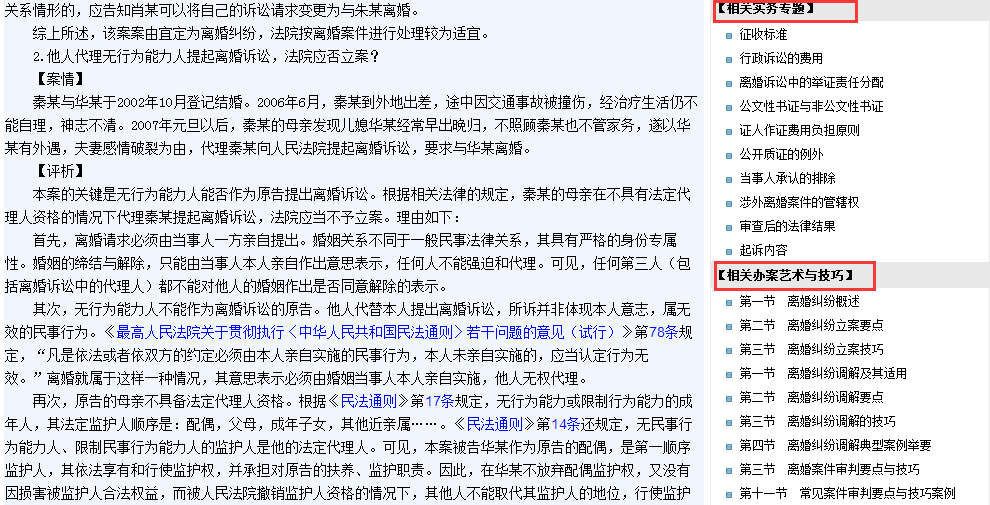 关系情形的，应告知肖某可以将自己的诉讼请求变更为与朱某离婚。
综上所述，该案案由宜定为离婚纠纷，法院按离婚案件进行处理较为适宜。
2.他人代理无行为能力人提起离婚诉讼，法院应否立案？
【案情】
秦某与华某于2002年10月登记结婚。2006年6月，秦某到外地出差，途中因交通事故被撞伤，经治疗生活仍不
能自理，神志不清。2007年元旦以后，秦某的母亲发现儿媳华某经常早出晚归，不照顾秦某也不管家务，遂以华
某有外遇，夫妻感情破裂为由，代理秦某向人民法院提起离婚诉讼，要求与华某离婚。
【评析】
本案的关键是无行为能力人能否作为原告提出离婚诉讼。根据相关法律的规定，秦某的母亲在不具有法定代
理人资格的情况下代理秦某提起离婚诉讼，法院应当不予立案。理由如下：
首先，离婚请求必须由当事人一方亲自提出。婚姻关系不同于一般民事法律关系，其具有严格的身份专属
性。婚姻的缔结与解除，只能由当事人本人亲自作出意思表示，任何人不能强迫和代理。可见，任何第三人（包
括离婚诉讼中的代理人）都不能对他人的婚姻作出是否同意解除的表示。
其次，无行为能力人不能作为离婚诉讼的原告。他人代替本人提出离婚诉讼，所诉并非体现本人意志，属无
效的民事行为。《最高人民法院关于贯彻执行〈中华人民共和国民法通则〉若干问题的意见（试行）》第78条规
定，“凡是依法或者依双方的约定必须由本人亲自实施的民事行为，本人未亲自实施的，应当认定行为无
效。”离婚就属于这样一种情况，其意思表示必须由婚姻当事人本人亲自实施，他人无权代理。
再次，原告的母亲不具备法定代理人资格。根据《民法通则》第17条规定，无行为能力或限制行为能力的成
年人，其法定监护人顺序是：配偶，父母，成年子女，其他近亲属……。《民法通则》第14条还规定，无民事行
为能力人、限制民事行为能力人的监护人是他的法定代理人。可见，本案被告华某作为原告的配偶，是第一顺序
监护人，其依法享有和行使监护权，并承担对原告的扶养、监护职责。因此，在华某不放弃配偶监护权，又没有
因损害被监护人合法权益，而被人民法院撤销监护人资格的情况下，其他人不能取代其监护人的地位，行使监护
【相关实务专题】
征收标准
行政诉讼的费用
离婚诉讼中的举证责任分配
公文性书证与非公文性书证
证人作证费用负担原则
公开质证的例外
当事人承认的排除
涉外离婚案件的管辖权
审查后的法律结果
起诉内容
【相关办案艺术与技巧】
第一节 离婚纠纷概述
第二节 离婚纠纷立案要点
第三节 离婚纠纷立案技巧
第一节 离婚纠纷调解及其适用
第二节 离婚纠纷调解要点
第三节 离婚纠纷调解的技巧
第四节 离婚纠纷调解典型案例举要
第三节 离婚案件审判要点与技巧
第十一节 常见案件审判要点与技巧案例